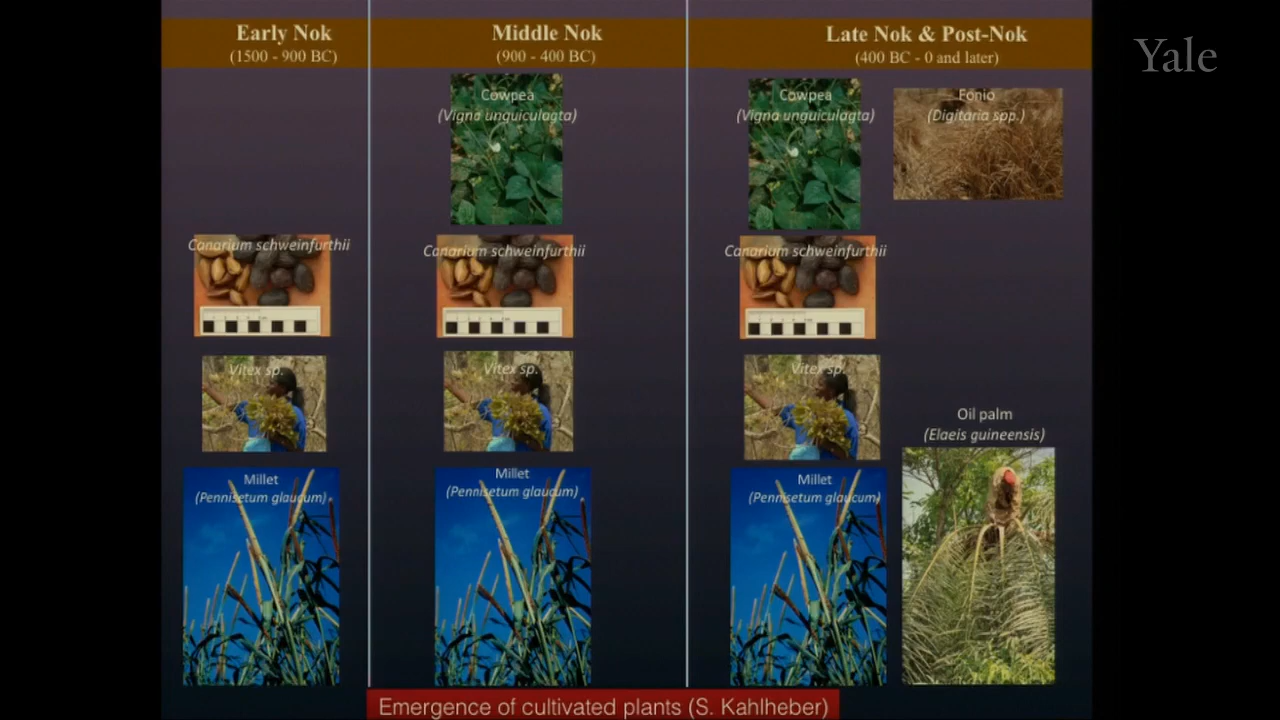 Early Nok
(1500 - 900 BC)
Middle Nok
(900 - 400 BC)
Late Nok & Post-Nok
(400 BC - 0 and later)
Yale
Cowpea
(Vigna unguiculagta)
Cowpea
(Vigna unguiculagta)
Fonio
(Digitaria spp.)
Canarium schweinfurthii
Canarium schweinfurthii
Canarium schweinfurthii
Vitex sp.
Vitex sp.
Vitex sp.
Oil palm
(Elaeis guineensis)
Millet
(Pennisetum glaucum)
Millet
(Pennisetum glaucum)
Millet
(Pennisetum glaucum)
Emergence of cultivated plants (S. Kahlheber)